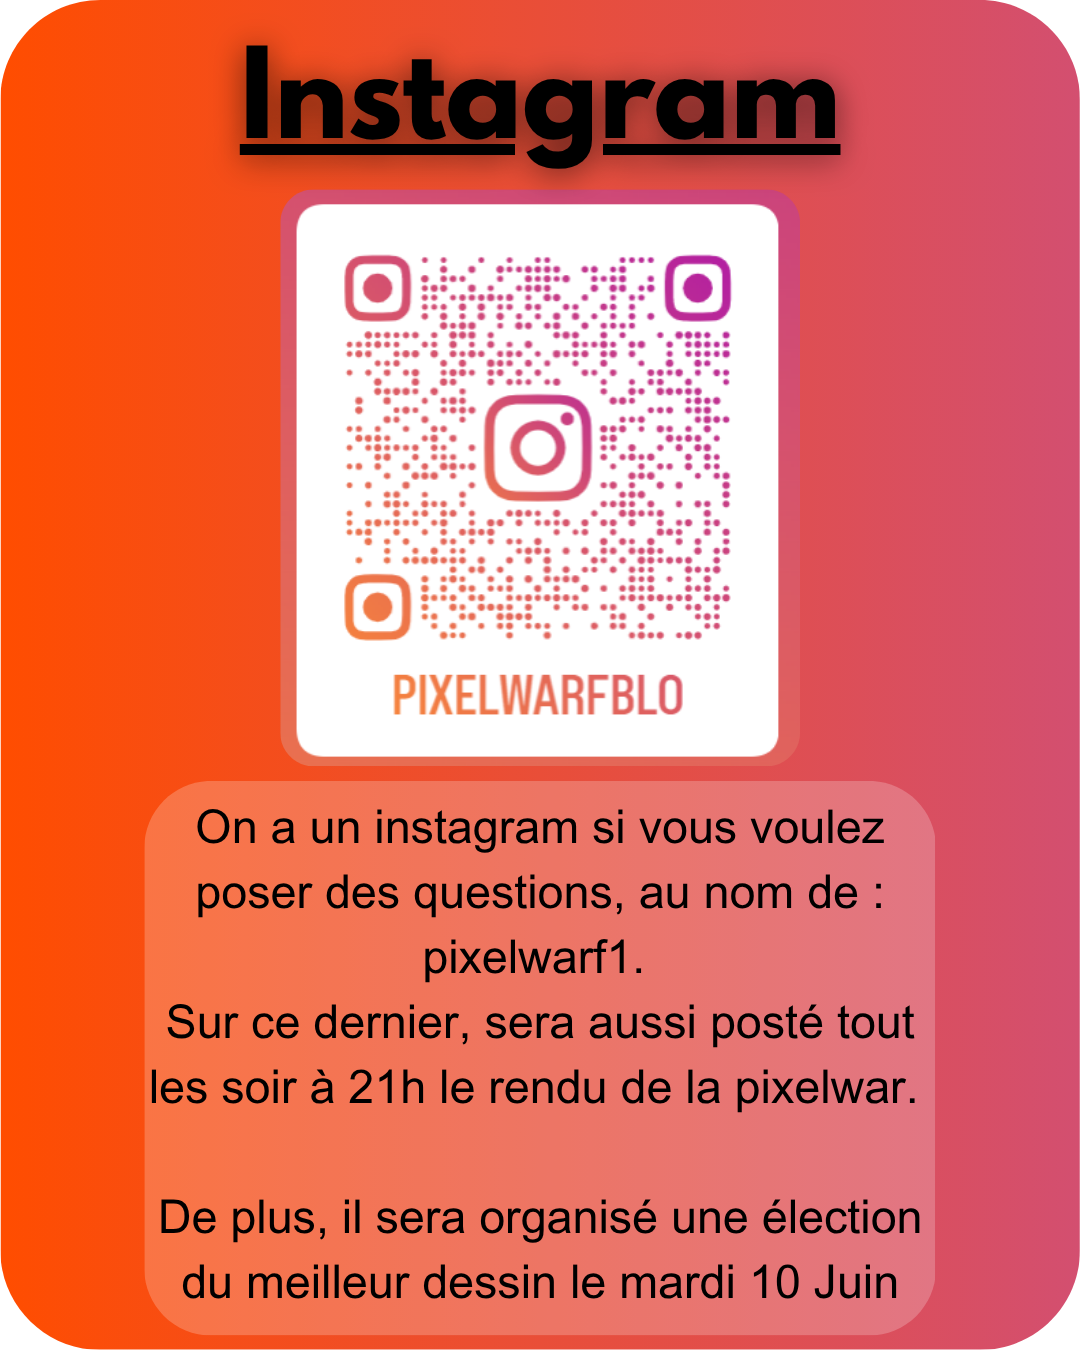 Instagram
PIXELWARFBLO
On a un instagram si vous voulez
poser des questions, au nom de :
pixelwarf1.
Sur ce dernier, sera aussi posté tout
les soir à 21h le rendu de la pixelwar.
De plus, il sera organisé une élection
du meilleur dessin le mardi 10 Juin